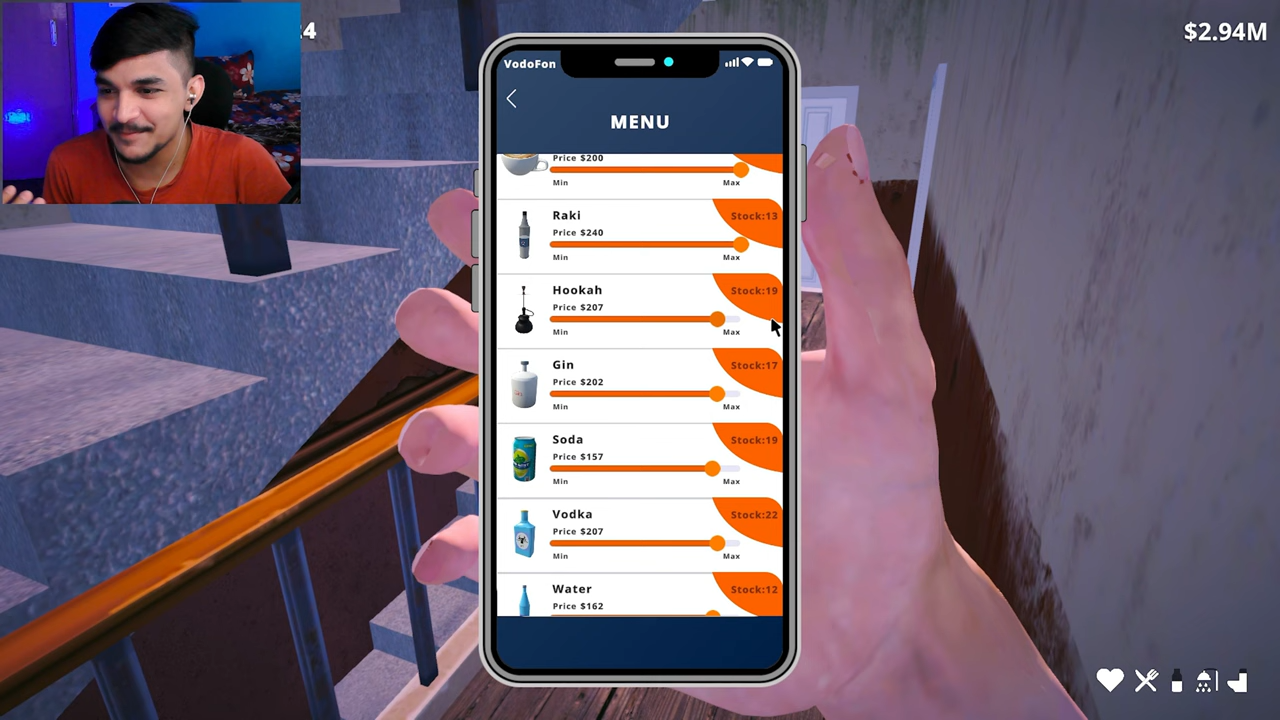 4
$2.94M
VodoFon
MENU
Price $200
Min Max
Raki
Stock:13
Price $240
Min Max
Hookah
Stock:19
Price $207
Min Max
Gin
Stock:17
Price $202
Min Max
Soda
Stock:19
Price $157
Min Max
Vodka
Stock:22
Price $207
Min Max
Water
Stock:12
Price $162